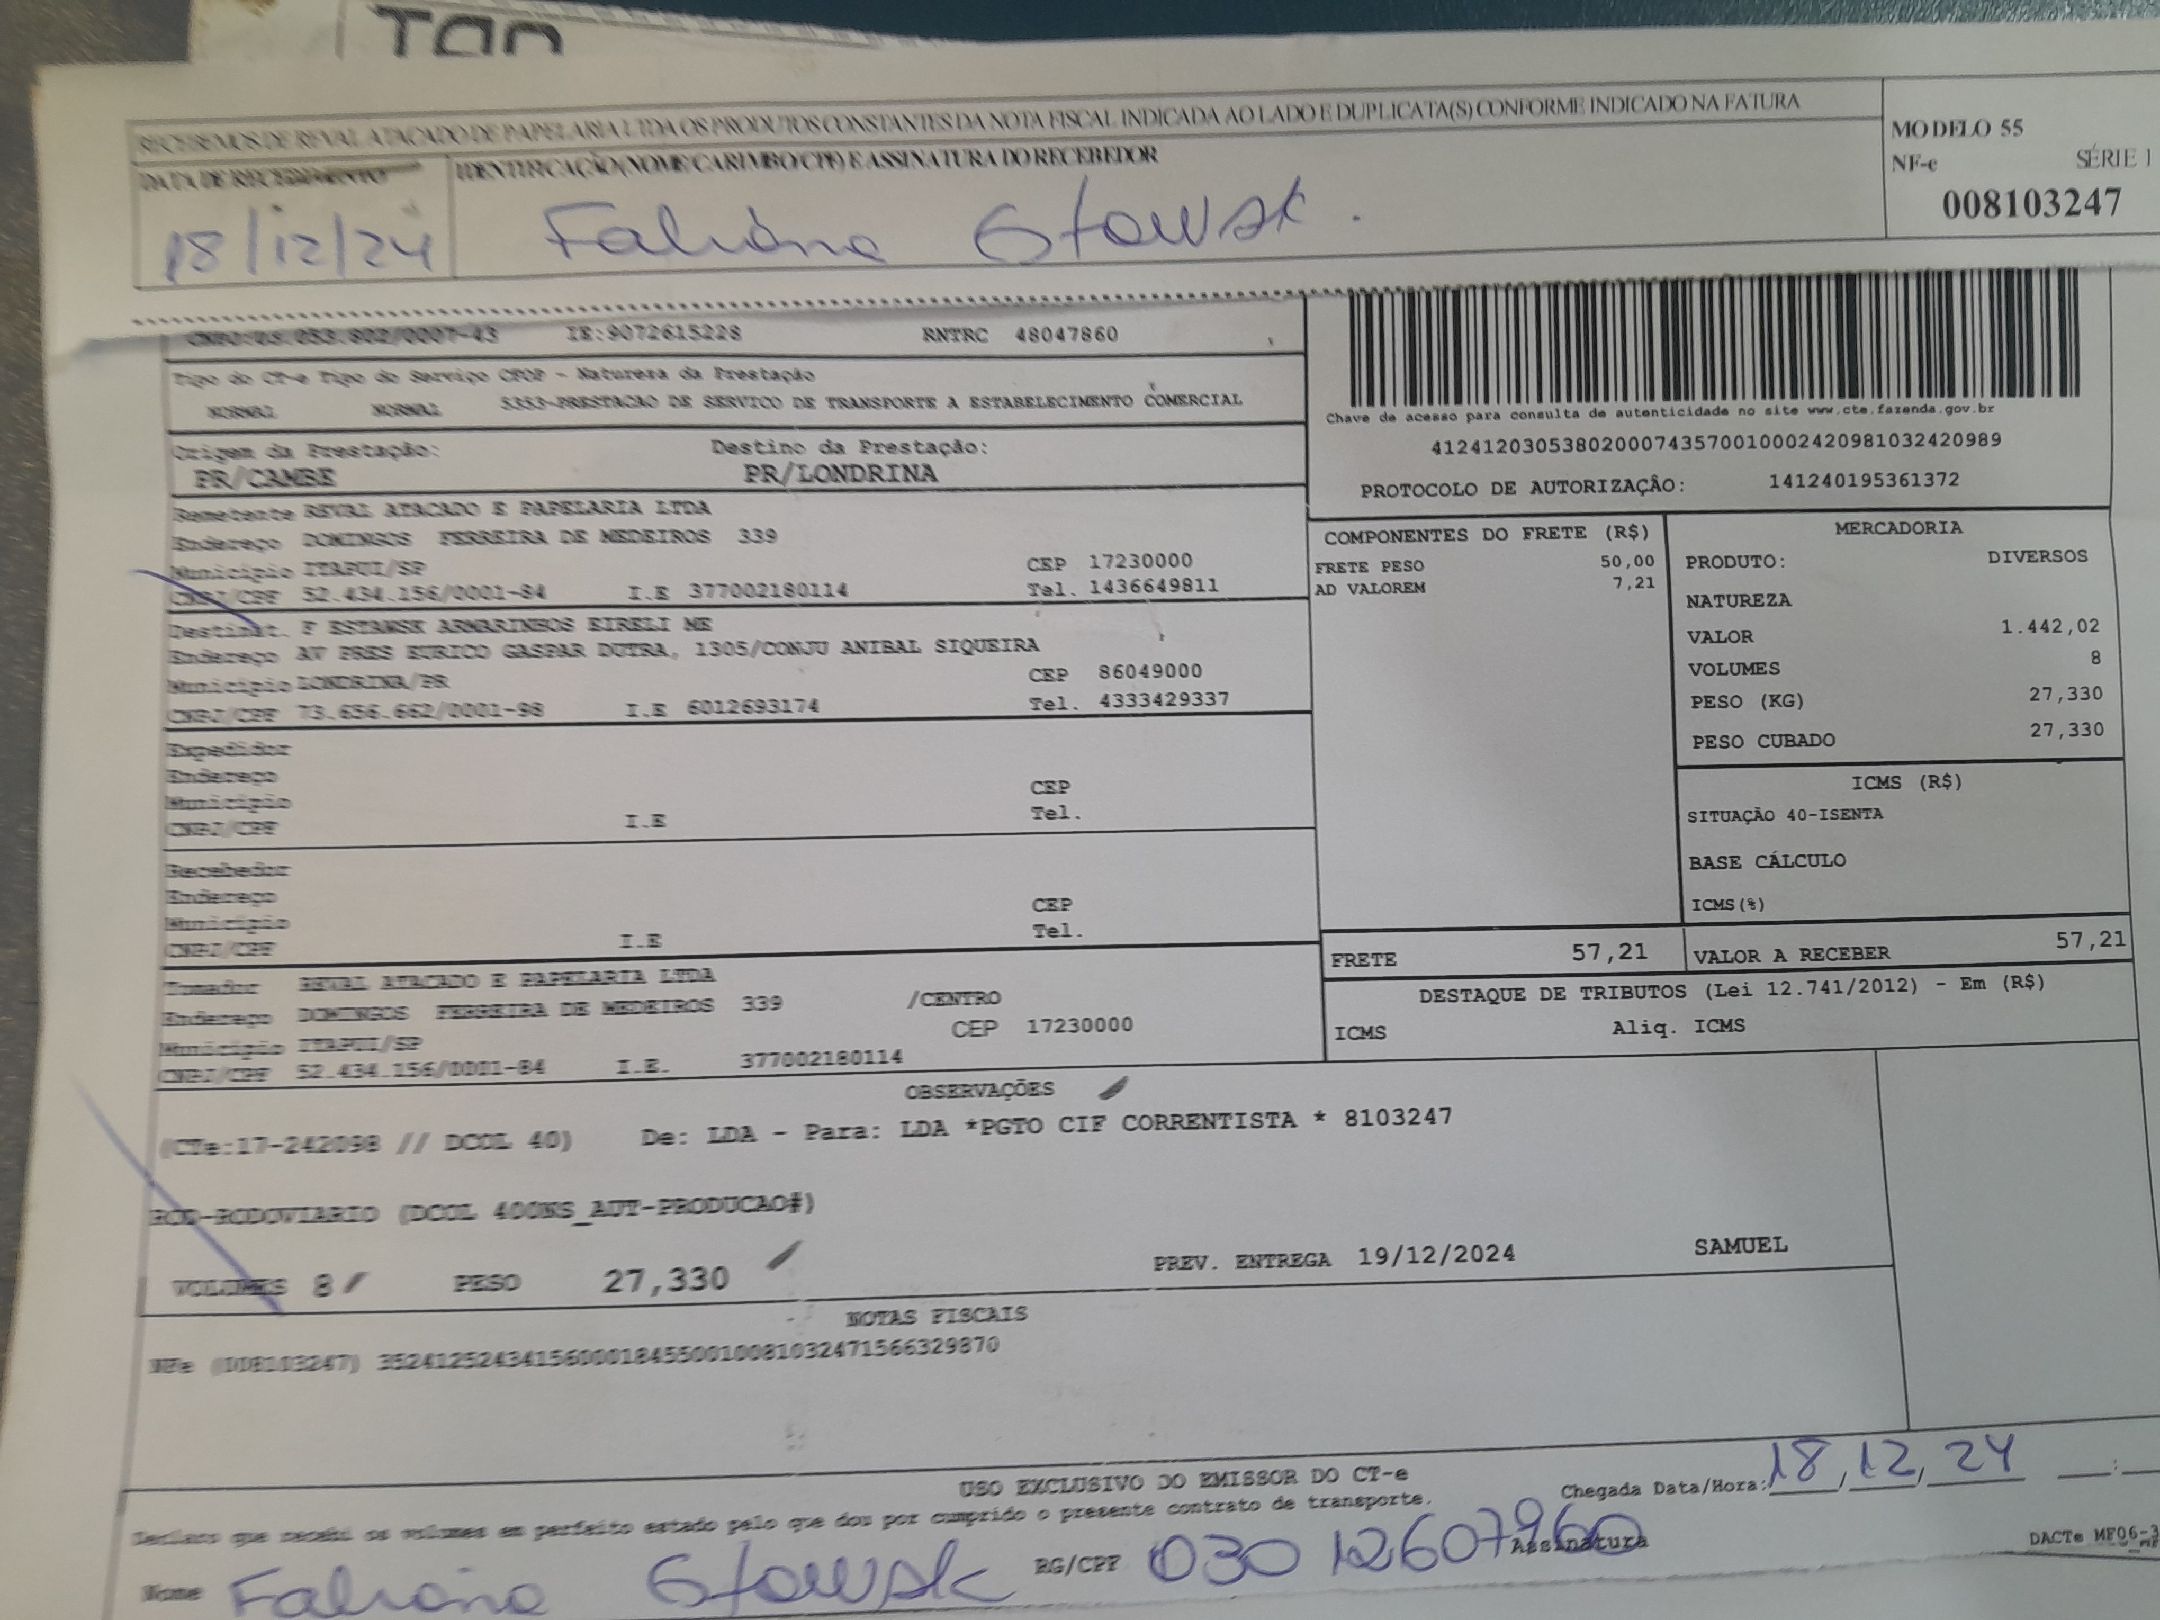 RECEBEMOS DE REVAL ATACADO DE PAPELARIA LTDA OS PRODUTOS CONSTANTES DA NOTA FISCAL INDICADA AO LADO E DUPLICATA(S) CONFORME INDICADO NA FATURA
DATA DE RECEBIMENTO IDENTIFICAÇÃO (NOME CARIMBO CPF) E ASSINATURA DO RECEBEDOR
18/12/24
MODELO 55
NF-e SÉRIE 1
008103247
IE:9072615228 RNTRC 48047860
Tipo do CT-e Tipo do Serviço CFOP - Natureza da Prestação
NORMAL NORMAL 5353-PRESTACAO DE SERVICO DE TRANSPORTE A ESTABELECIMENTO COMERCIAL
Origem da Prestação: Destino da Prestação:
PR/CAMBE PR/LONDRINA
Remetente REVAL ATACADO E PAPELARIA LTDA
Endereço DOMINGOS FERREIRA DE MEDEIROS 339
Município ITAPUI/SP CEP 17230000
CNPJ/CPF 52.434.156/0001-84 I.E 377002180114 Tel. 1436649811
Destinat. F ESTAWSK ARMARINHOS EIRELI ME
Endereço AV PRES EURICO GASPAR DUTRA, 1305/CONJU ANIBAL SIQUEIRA
Município LONDRINA/PR CEP 86049000
CNPJ/CPF 73.656.662/0001-98 I.E 6012693174 Tel. 4333429337
Expedidor
Endereço
Município CEP
CNPJ/CPF I.E Tel.
Recebedor
Endereço
Município CEP
CNPJ/CPF I.E Tel.
Tomador REVAL ATACADO E PAPELARIA LTDA
Endereço DOMINGOS FERREIRA DE MEDEIROS 339 /CENTRO
Município ITAPUI/SP CEP 17230000
CNPJ/CPF 52.434.156/0001-84 I.E. 377002180114
Chave de acesso para consulta de autenticidade no site www.cte.fazenda.gov.br
41241203053802000743570010002420981032420989
PROTOCOLO DE AUTORIZAÇÃO: 141240195361372
COMPONENTES DO FRETE (R$)
FRETE PESO 50,00
AD VALOREM 7,21
MERCADORIA
PRODUTO: DIVERSOS
NATUREZA
VALOR 1.442,02
VOLUMES 8
PESO (KG) 27,330
PESO CUBADO 27,330
ICMS (R$)
SITUAÇÃO 40-ISENTA
BASE CÁLCULO
ICMS(%)
FRETE 57,21 VALOR A RECEBER 57,21
DESTAQUE DE TRIBUTOS (Lei 12.741/2012) - Em (R$)
ICMS Aliq. ICMS
OBSERVAÇÕES
(CTe:17-242098 // DCOL 40) De: LDA - Para: LDA *PGTO CIF CORRENTISTA * 8103247
ROD-RODOVIARIO (DCOL 400NS_AUT-PRODUCAO#)
VOLUMES 8 PESO 27,330 PREV. ENTREGA 19/12/2024 SAMUEL
NOTAS FISCAIS
NFe (008103247) 35241252434156000184550010081032471566329870
USO EXCLUSIVO DO EMISSOR DO CT-e
Declaro que recebi os volumes em perfeito estado pelo que dou por cumprido o presente contrato de transporte.
Chegada Data/Hora: 18/12/24 __:__
Nome RG/CPF 03012607960 Assinatura